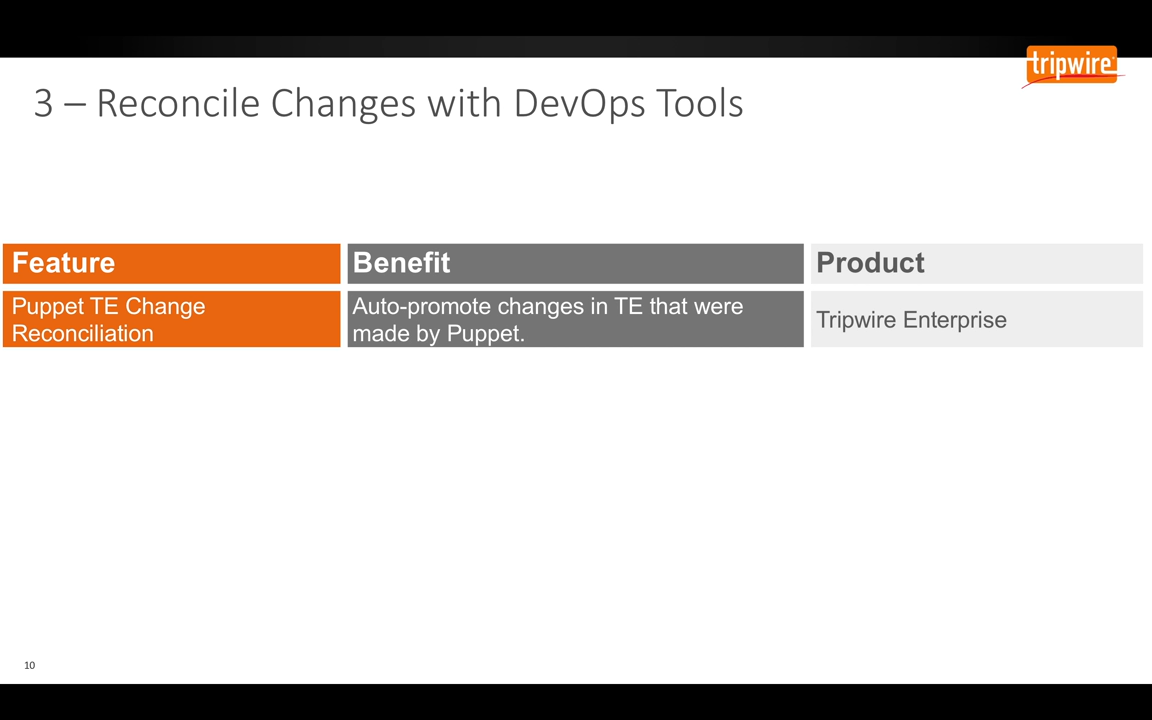 tripwire
3 – Reconcile Changes with DevOps Tools
Feature
Benefit
Product
Puppet TE Change
Reconciliation
Auto-promote changes in TE that were
made by Puppet.
Tripwire Enterprise
10